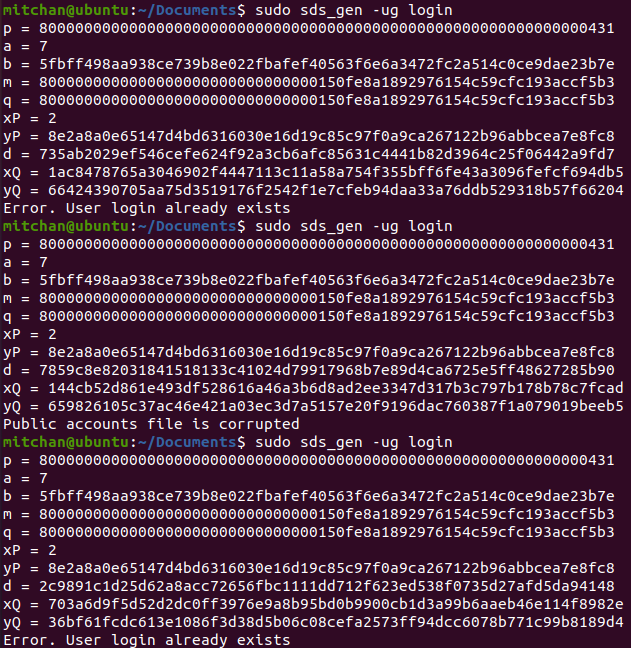 mitchan@ubuntu:~/Documents$ sudo sds_gen -ug login
p = 8000000000000000000000000000000000000000000000000000000000000431
a = 7
b = 5fbff498aa938ce739b8e022fbafef40563f6e6a3472fc2a514c0ce9dae23b7e
m = 8000000000000000000000000000000150fe8a1892976154c59cfc193accf5b3
q = 8000000000000000000000000000000150fe8a1892976154c59cfc193accf5b3
xP = 2
yP = 8e2a8a0e65147d4bd6316030e16d19c85c97f0a9ca267122b96abbcea7e8fc8
d = 735ab2029ef546cefe624f92a3cb6afc85631c4441b82d3964c25f06442a9fd7
xQ = 1ac8478765a3046902f4447113c11a58a754f355bff6fe43a3096fefcf694db5
yQ = 66424390705aa75d3519176f2542f1e7cfeb94daa33a76ddb529318b57f66204
Error. User login already exists
mitchan@ubuntu:~/Documents$ sudo sds_gen -ug login
p = 8000000000000000000000000000000000000000000000000000000000000431
a = 7
b = 5fbff498aa938ce739b8e022fbafef40563f6e6a3472fc2a514c0ce9dae23b7e
m = 8000000000000000000000000000000150fe8a1892976154c59cfc193accf5b3
q = 8000000000000000000000000000000150fe8a1892976154c59cfc193accf5b3
xP = 2
yP = 8e2a8a0e65147d4bd6316030e16d19c85c97f0a9ca267122b96abbcea7e8fc8
d = 7859c8e82031841518133c41024d79917968b7e89d4ca6725e5ff48627285b90
xQ = 144cb52d861e493df528616a46a3b6d8ad2ee3347d317b3c797b178b78c7fcad
yQ = 659826105c37ac46e421a03ec3d7a5157e20f9196dac760387f1a079019beeb5
Public accounts file is corrupted
mitchan@ubuntu:~/Documents$ sudo sds_gen -ug login
p = 8000000000000000000000000000000000000000000000000000000000000431
a = 7
b = 5fbff498aa938ce739b8e022fbafef40563f6e6a3472fc2a514c0ce9dae23b7e
m = 8000000000000000000000000000000150fe8a1892976154c59cfc193accf5b3
q = 8000000000000000000000000000000150fe8a1892976154c59cfc193accf5b3
xP = 2
yP = 8e2a8a0e65147d4bd6316030e16d19c85c97f0a9ca267122b96abbcea7e8fc8
d = 2c9891c1d25d62a8acc72656fbc1111dd712f623ed538f0735d27afd5da94148
xQ = 703a6d9f5d52d2dc0ff3976e9a8b95bd0b9900cb1d3a99b6aaeb46e114f8982e
yQ = 36bf61fcdc613e1086f3d38d5b06c08cefa2573ff94dcc6078b771c99b8189d4
Error. User login already exists